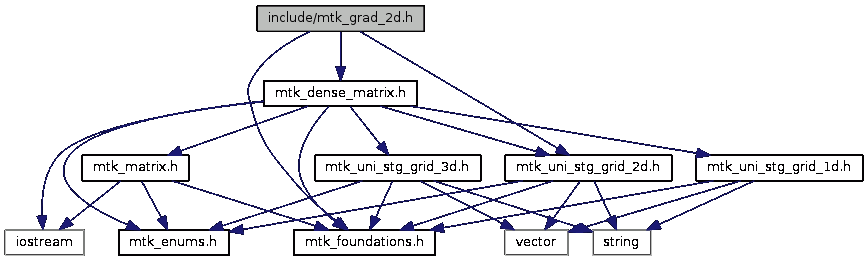 include/mtk_grad_2d.h
mtk_dense_matrix.h
mtk_matrix.h
mtk_uni_stg_grid_3d.h
mtk_uni_stg_grid_2d.h
mtk_uni_stg_grid_1d.h
iostream
mtk_enums.h
mtk_foundations.h
vector
string